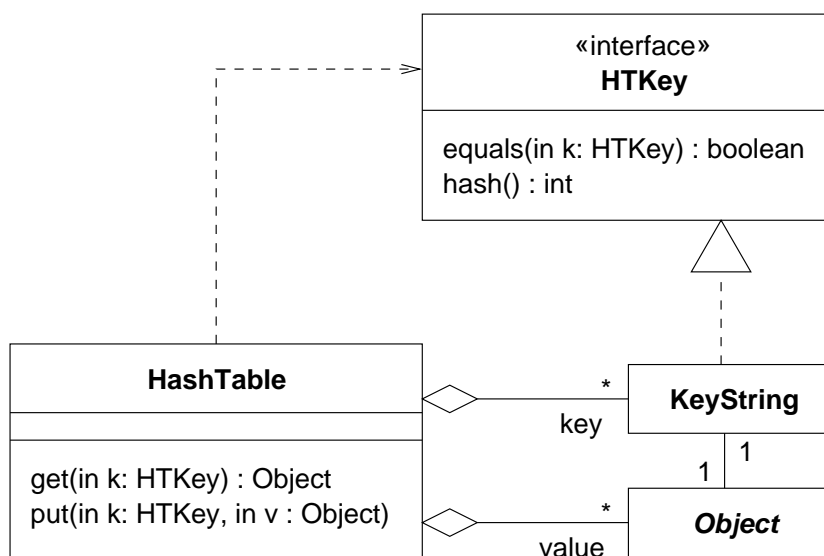 «interface»
HTKey
equals(in k: HTKey) : boolean
hash() : int
HashTable
get(in k: HTKey) : Object
put(in k: HTKey, in v : Object)
*
key
KeyString
1
1
*
value
Object